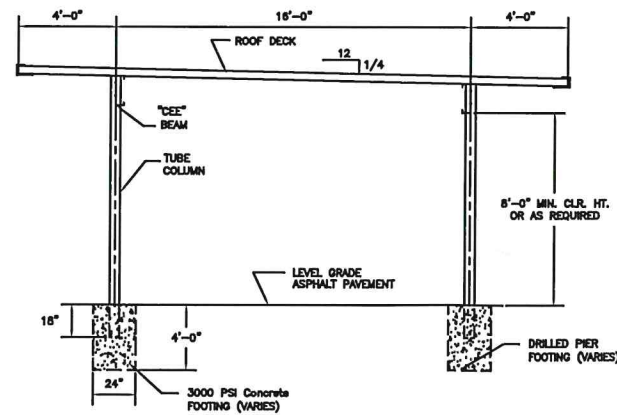 4'-0"
16'-0"
4'-0"
ROOF DECK
12
1/4
"CEE"
BEAM
TUBE
COLUMN
8'-0" MIN. CLR. HT.
OR AS REQUIRED
LEVEL GRADE
ASPHALT PAVEMENT
16"
4'-0"
24"
3000 PSI Concrete
FOOTING (VARIES)
DRILLED PIER
FOOTING (VARIES)